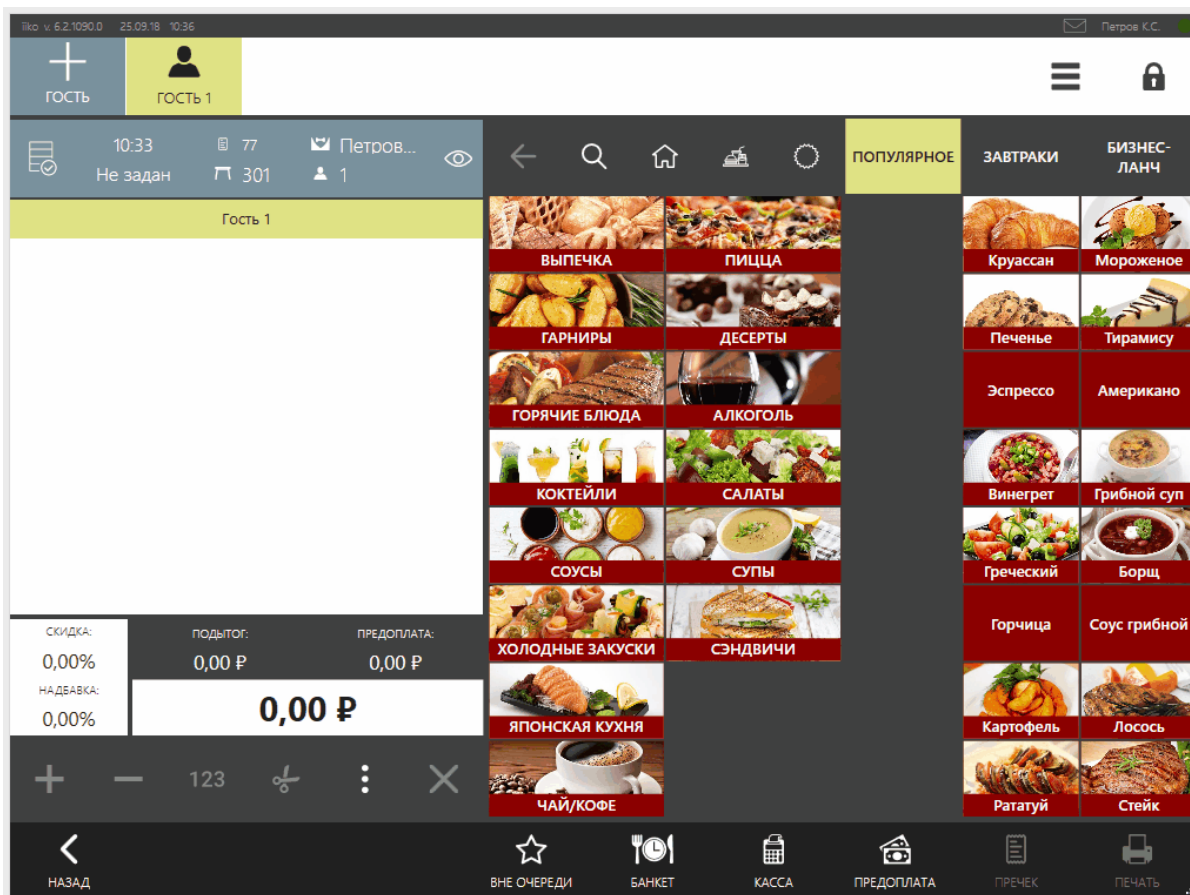 iiko v. 6.2.1090.0 25.09.18 10:36 Петров К.С.
ГОСТЬ
ГОСТЬ 1
10:33 77 Петров...
Не задан 301 1
Гость 1
ПОПУЛЯРНОЕ
ЗАВТРАКИ
БИЗНЕС-
ЛАНЧ
ВЫПЕЧКА
ПИЦЦА
Круассан
Мороженое
ГАРНИРЫ
ДЕСЕРТЫ
Печенье
Тирамису
ГОРЯЧИЕ БЛЮДА
АЛКОГОЛЬ
Эспрессо
Американо
КОКТЕЙЛИ
САЛАТЫ
Винегрет
Грибной суп
СОУСЫ
СУПЫ
Греческий
Борщ
ХОЛОДНЫЕ ЗАКУСКИ
СЭНДВИЧИ
Горчица
Соус грибной
ЯПОНСКАЯ КУХНЯ
Картофель
Лосось
ЧАЙ/КОФЕ
Рататуй
Стейк
СКИДКА:
0,00%
ПОДЫТОГ:
0,00 ₽
ПРЕДОПЛАТА:
0,00 ₽
НАДБАВКА:
0,00%
0,00 ₽
123
НАЗАД
ВНЕ ОЧЕРЕДИ
БАНКЕТ
КАССА
ПРЕДОПЛАТА
ПРЕЧЕК
ПЕЧАТЬ